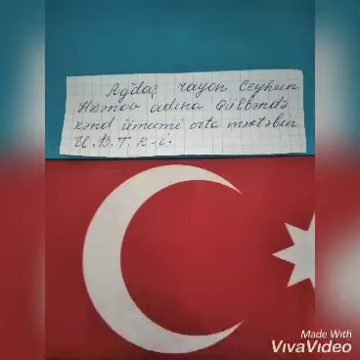 Ağdaş rayon Ceyhun
Həsənov adına Gülbəndə
kənd ümumi orta məktəbin
U.B.T.R-i.
Made With
VivaVideo